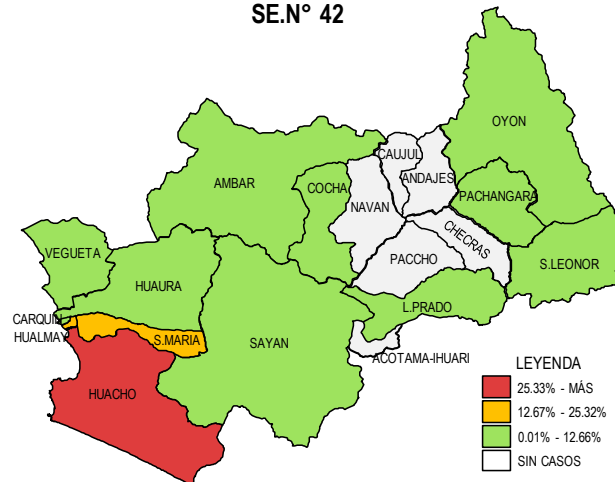 SE.N° 42
OYON
CAUJUL
ANDAJES
AMBAR
COCHA
PACHANGARA
NAVAN
CHECRAS
VEGUETA
PACCHO
S.LEONOR
HUAURA
L.PRADO
CARQUIN
S.MARIA
HUALMAY
SAYAN
ACOTAMA-IHUARI
HUACHO
LEYENDA
25.33% - MÁS
12.67% - 25.32%
0.01% - 12.66%
SIN CASOS